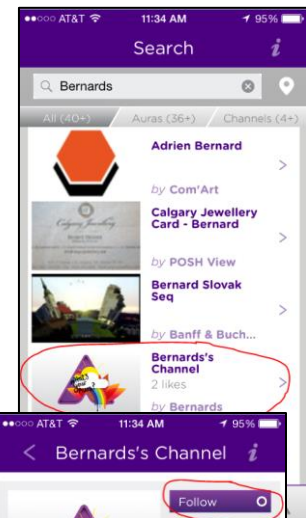 AT&T 11:34 AM 95%
Search i
Bernards
All (40+) Auras (36+) Channels (4+)
Adrien Bernard
by Com'Art
Calgary Jewellery
Card - Bernard
by POSH View
Bernard Slovak
Seq
by Banff & Buch...
Bernards's
Channel
2 likes
by Bernards
AT&T 11:34 AM 95%
< Bernards's Channel i
Follow